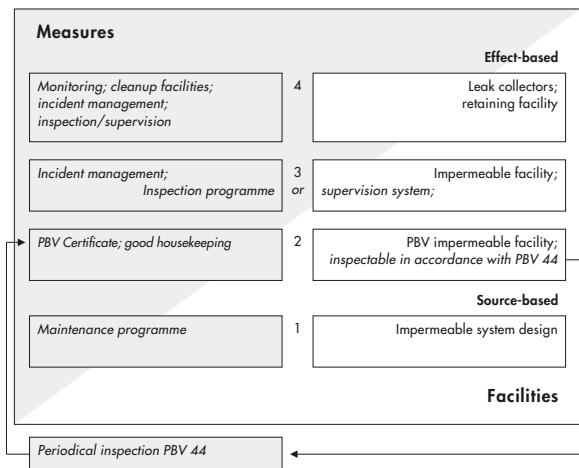 Measures
Effect-based
Monitoring; cleanup facilities;
incident management;
inspection/supervision
4
Leak collectors;
retaining facility
Incident management;
Inspection programme
3
or
Impermeable facility;
supervision system;
PBV Certificate; good housekeeping
2
PBV impermeable facility;
inspectable in accordance with PBV 44
Source-based
Maintenance programme
1
Impermeable system design
Facilities
Periodical inspection PBV 44